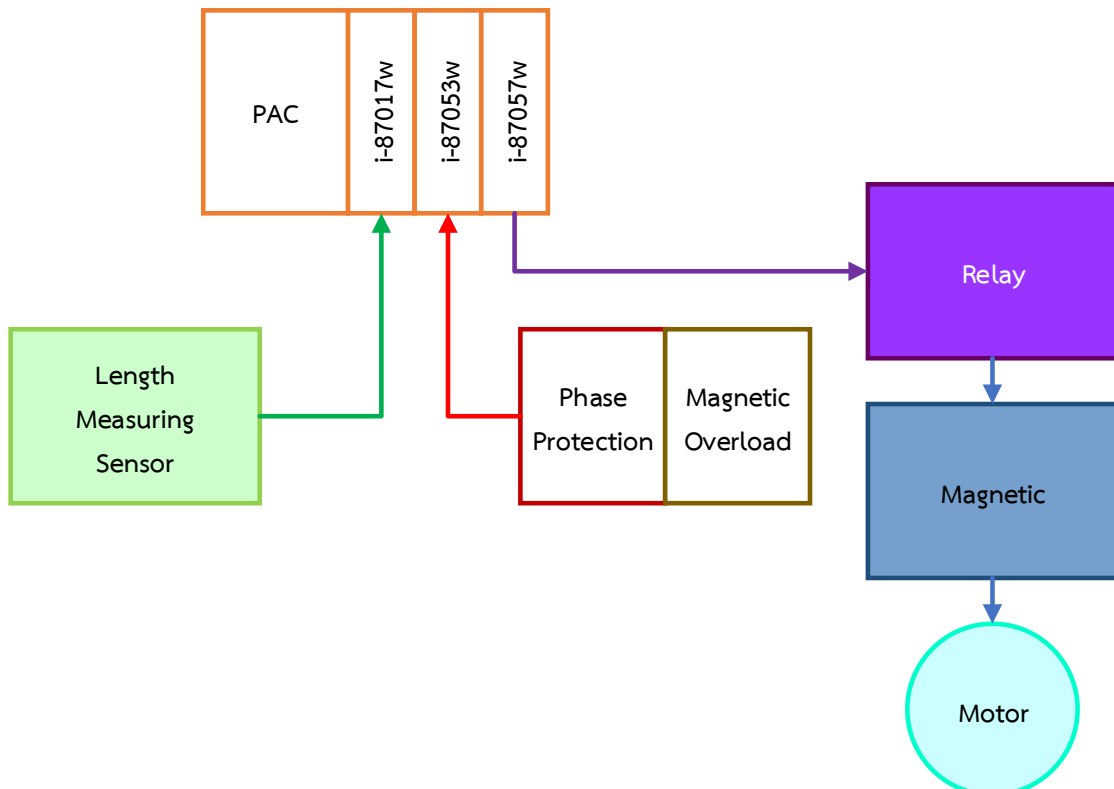 PAC
i-87017w
i-87053w
i-87057w
Relay
Length
Measuring
Sensor
Phase
Protection
Magnetic
Overload
Magnetic
Motor